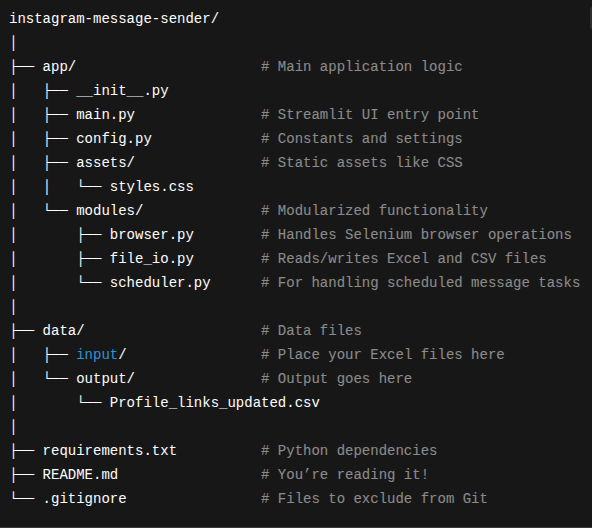 instagram-message-sender/
│
├── app/                      # Main application logic
│   ├── __init__.py
│   ├── main.py               # Streamlit UI entry point
│   ├── config.py             # Constants and settings
│   ├── assets/               # Static assets like CSS
│   │   └── styles.css
│   └── modules/              # Modularized functionality
│       ├── browser.py        # Handles Selenium browser operations
│       ├── file_io.py        # Reads/writes Excel and CSV files
│       └── scheduler.py      # For handling scheduled message tasks
│
├── data/                     # Data files
│   ├── input/                # Place your Excel files here
│   └── output/               # Output goes here
│       └── Profile_links_updated.csv
│
├── requirements.txt          # Python dependencies
├── README.md                 # You’re reading it!
└── .gitignore                # Files to exclude from Git